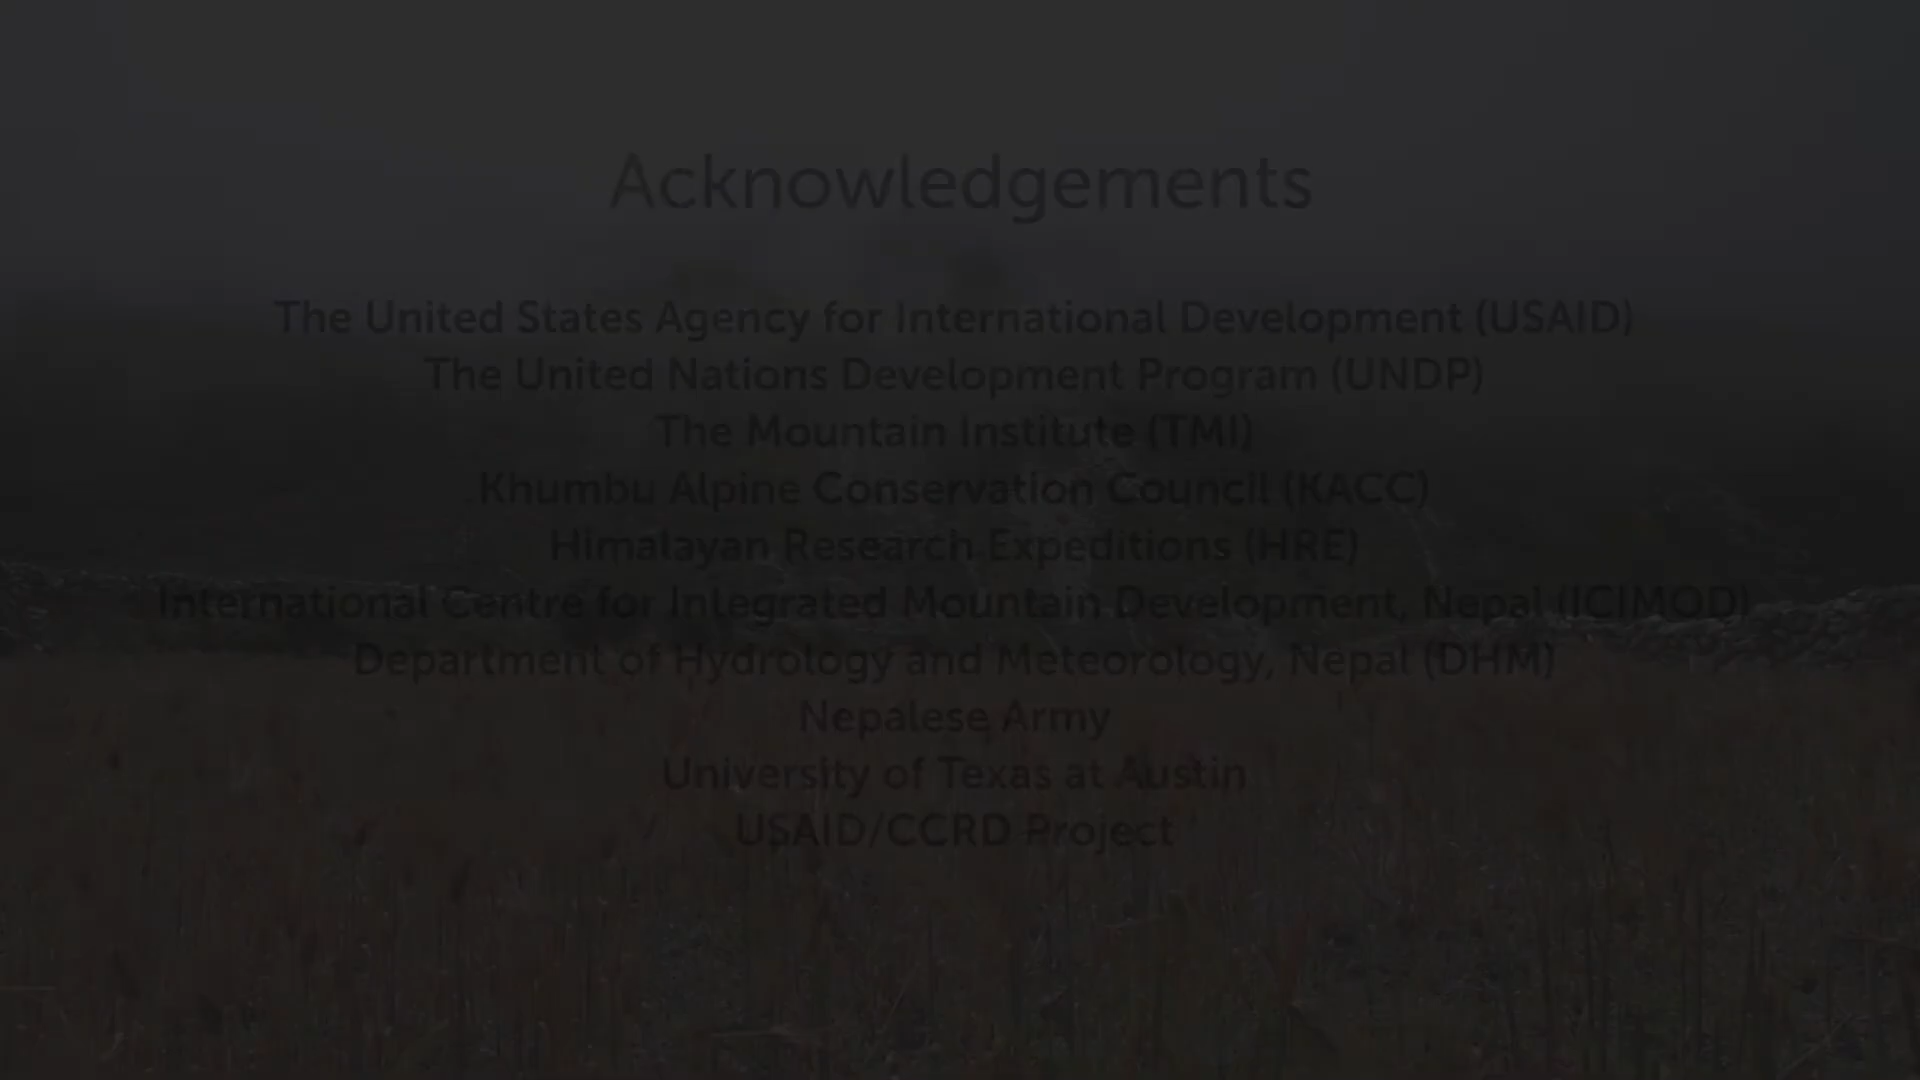 Acknowledgements
The United States Agency for International Development (USAID)
The United Nations Development Program (UNDP)
The Mountain Institute (TMI)
Khumbu Alpine Conservation Council (KACC)
Himalayan Research Expeditions (HRE)
International Centre for Integrated Mountain Development, Nepal (ICIMOD)
Department of Hydrology and Meteorology, Nepal (DHM)
Nepalese Army
University of Texas at Austin
USAID/CCRD Project